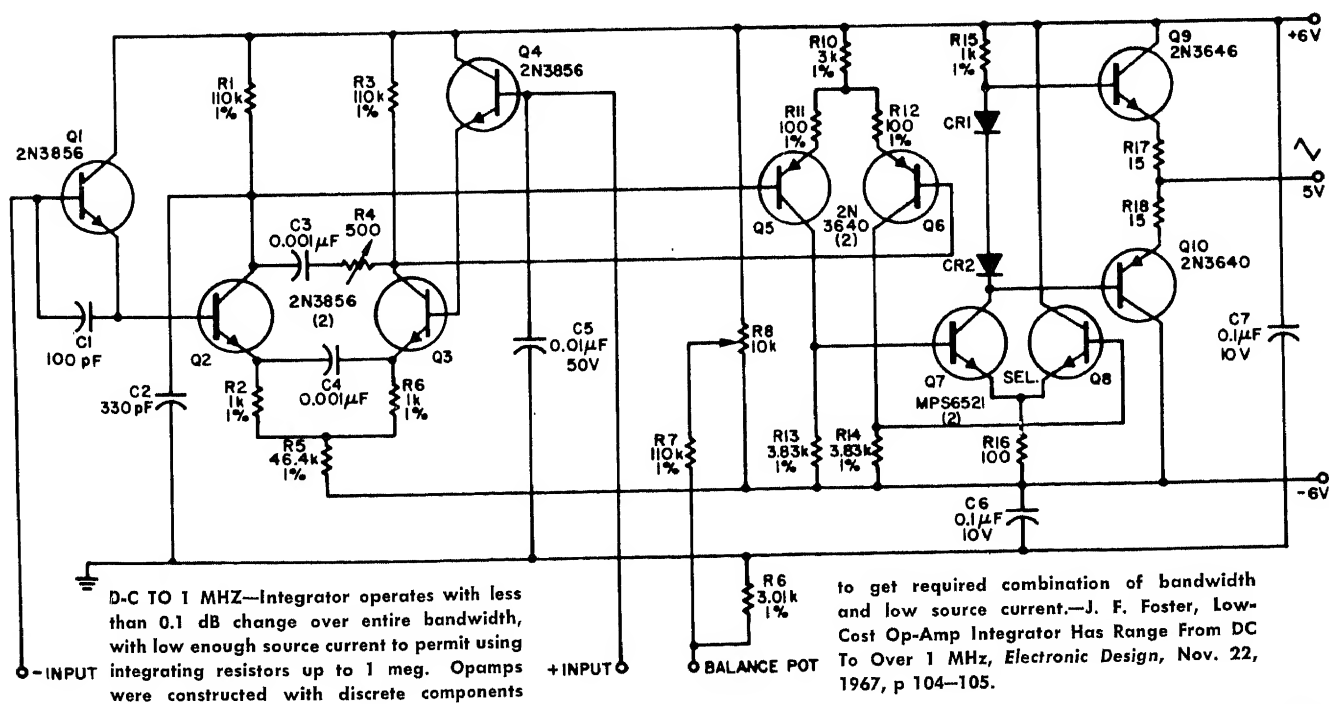 Q4
2N3856
R1
110k
1%
R3
110k
1%
Q1
2N3856
C3
0.001µF
R4
500
2N3856
(2)
C1
100 pF
Q2
Q3
C2
330 pF
R2
1k
1%
C4
0.001µF
R6
1k
1%
R5
46.4k
1%
C5
0.01µF
50V
R10
3k
1%
R11
100
1%
R12
100
1%
2N
3640
(2)
Q5
Q6
R8
10k
R7
110k
1%
R13
3.83k
1%
R14
3.83k
1%
R15
1k
1%
CR1
CR2
Q9
2N3646
R17
15
R18
15
Q10
2N3640
Q7
SEL.
Q8
MPS6521
(2)
R16
100
C6
0.1µF
10V
C7
0.1µF
10V
+6V
5V
-6V
R6
3.01k
1%
-INPUT
+INPUT
BALANCE POT
D-C TO 1 MHZ—Integrator operates with less
than 0.1 dB change over entire bandwidth,
with low enough source current to permit using
integrating resistors up to 1 meg. Opamps
were constructed with discrete components
to get required combination of bandwidth
and low source current.—J. F. Foster, Low-
Cost Op-Amp Integrator Has Range From DC
To Over 1 MHz, Electronic Design, Nov. 22,
1967, p 104–105.